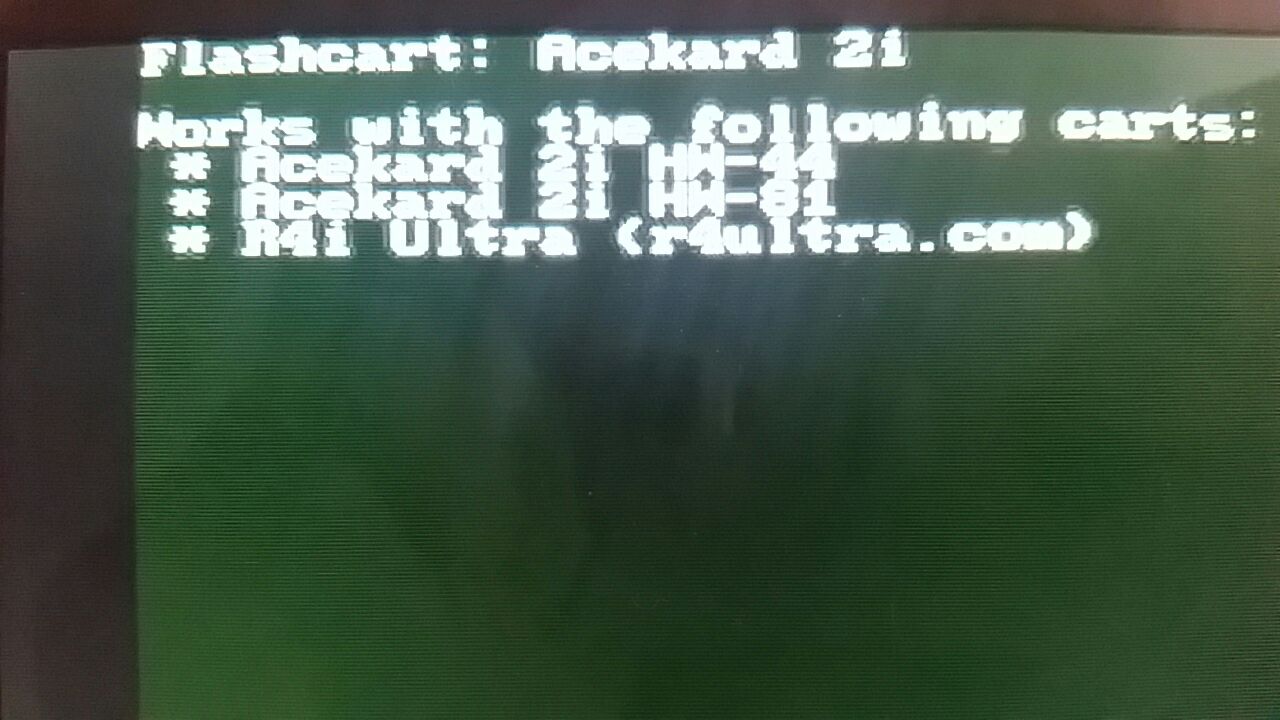 Flashcart: Acekard 2i
Works with the following carts:
* Acekard 2i HW-44
* Acekard 2i HW-81
* R4i Ultra (r4ultra.com)